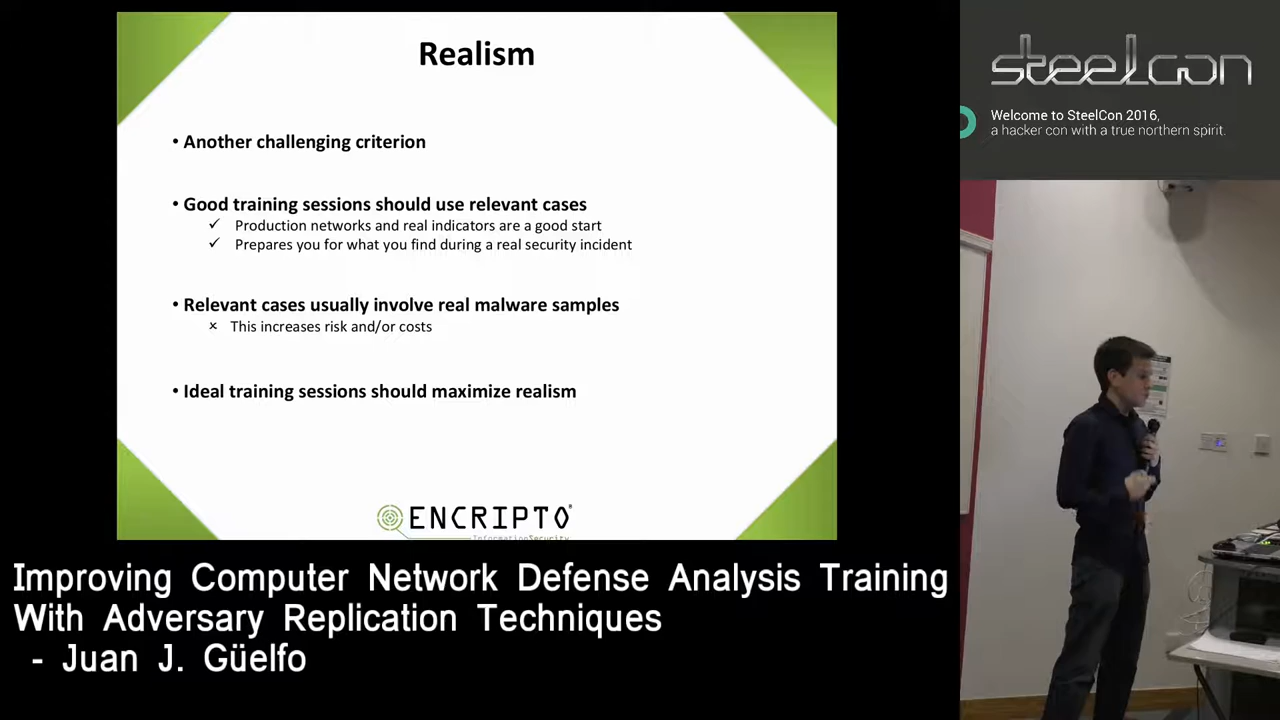 Realism
• Another challenging criterion
• Good training sessions should use relevant cases
✓ Production networks and real indicators are a good start
✓ Prepares you for what you find during a real security incident
• Relevant cases usually involve real malware samples
× This increases risk and/or costs
• Ideal training sessions should maximize realism
ENCRIPTO
InformationSecurity
steelcon
Welcome to SteelCon 2016,
a hacker con with a true northern spirit.
Improving Computer Network Defense Analysis Training
With Adversary Replication Techniques
- Juan J. Güelfo